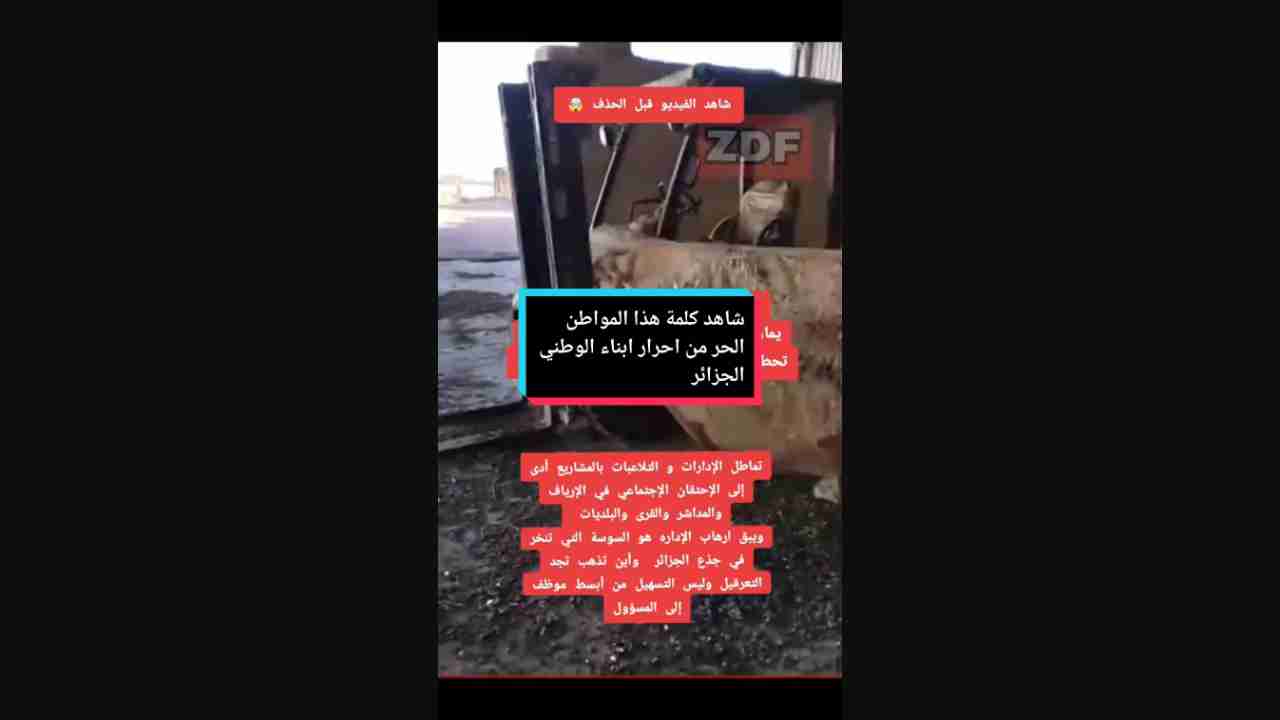 شاهد الفيديو قبل الحذف 🤯
ZDF
شاهد كلمة هذا المواطن
الحر من احرار ابناء الوطني
الجزائر
تماطل الإدارات و التلاعبات بالمشاريع أدى
إلى الإحتقان الإجتماعي في الإرياف
والمداشر والقرى والبلديات
ويبق ارهاب الإداره هو السوسة التي تنخر
في جذع الجزائر وأين تذهب تجد
التعرقيل وليس التسهيل من أبسط موظف
إلى المسؤول